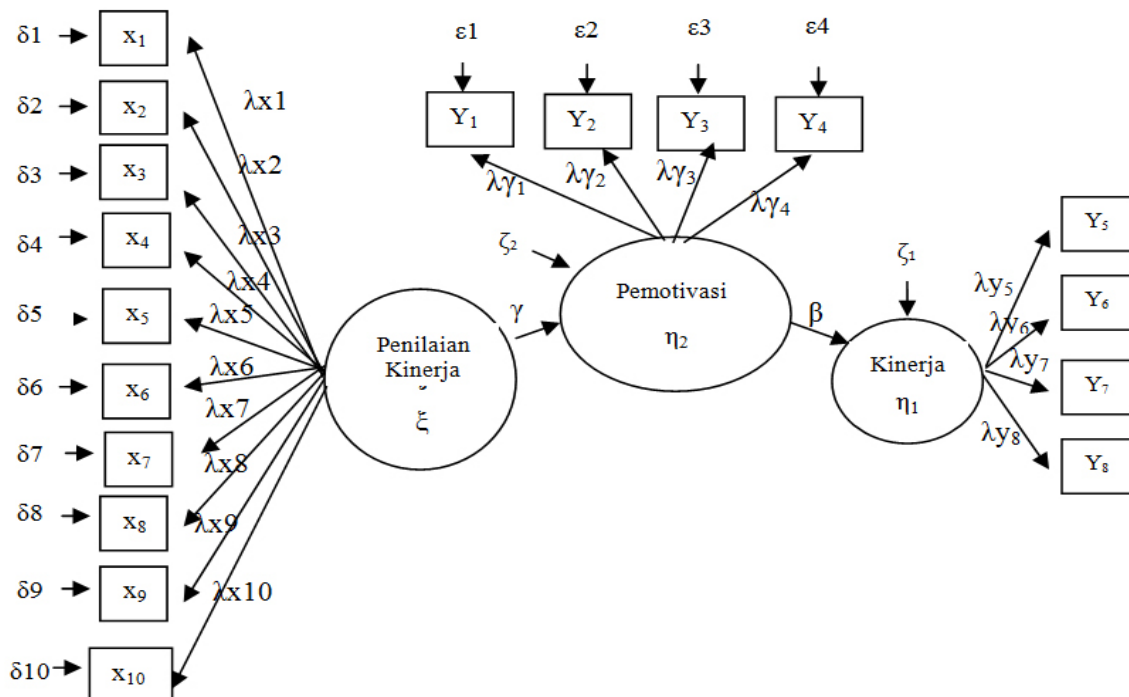 δ1
x₁
δ2
x₂
δ3
x₃
δ4
x₄
δ5
x₅
δ6
x₆
δ7
x₇
δ8
x₈
δ9
x₉
δ10
x₁₀
λx1
λx2
λx3
λx4
λx5
λx6
λx7
λx8
λx9
λx10
Penilaian
Kinerja
ξ
γ
ε1
ε2
ε3
ε4
Y₁
Y₂
Y₃
Y₄
λγ₁
λγ₂
λγ₃
λγ₄
ζ₂
Pemotivasi
η₂
β
ζ₁
Kinerja
η₁
λy₅
λy₆
λy₇
λy₈
Y₅
Y₆
Y₇
Y₈